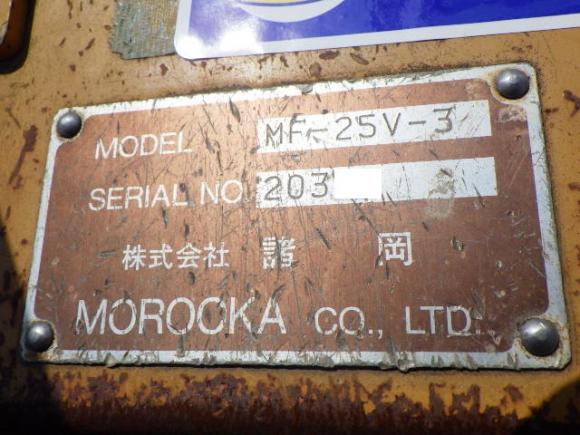 MODEL MF-25V-3
SERIAL NO 203
株式会社 諸岡
MOROOKA CO., LTD.